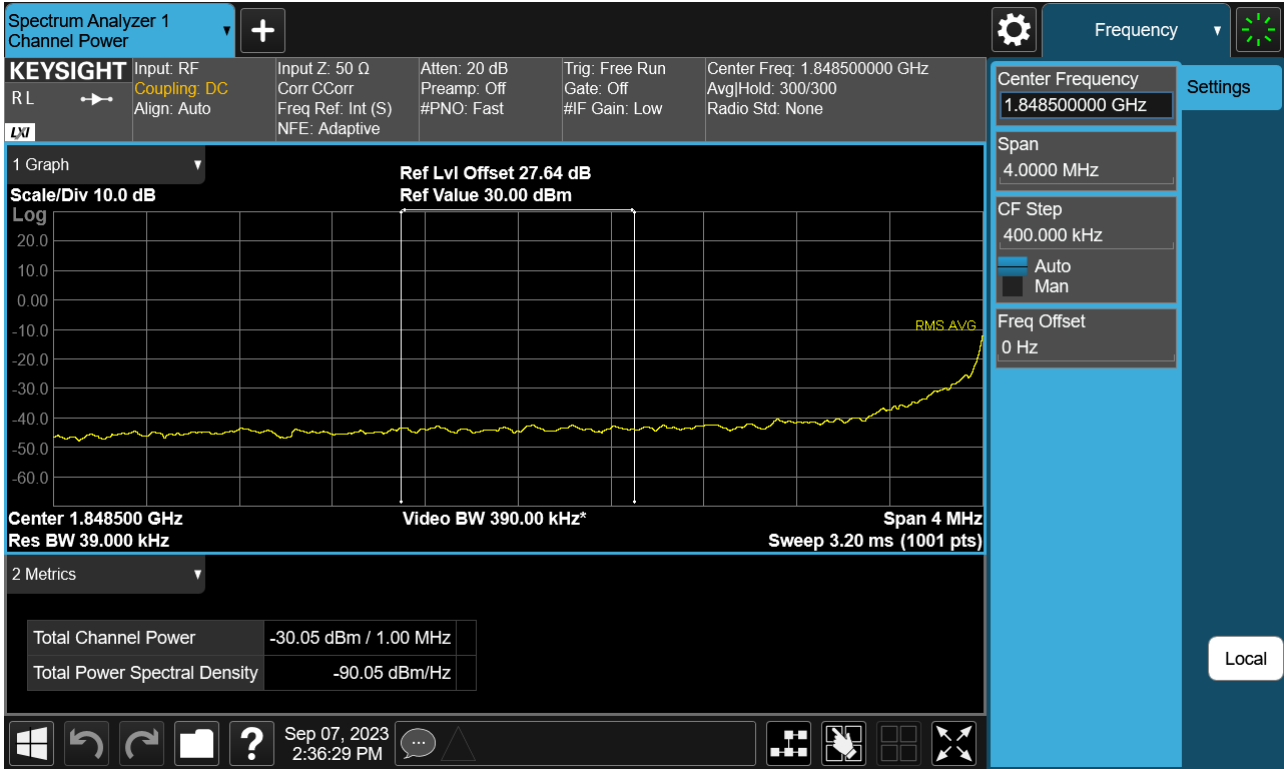 Spectrum Analyzer 1
Channel Power
Frequency
KEYSIGHT
R L
LXI
Input: RF
Coupling: DC
Align: Auto
Input Z: 50 Ω
Corr CCorr
Freq Ref: Int (S)
NFE: Adaptive
Atten: 20 dB
Preamp: Off
#PNO: Fast
Trig: Free Run
Gate: Off
#IF Gain: Low
Center Freq: 1.848500000 GHz
Avg|Hold: 300/300
Radio Std: None
Center Frequency
1.848500000 GHz
Settings
Span
4.0000 MHz
CF Step
400.000 kHz
Auto
Man
Freq Offset
0 Hz
1 Graph
Ref Lvl Offset 27.64 dB
Scale/Div 10.0 dB
Ref Value 30.00 dBm
Log
20.0
10.0
0.00
-10.0
-20.0
-30.0
-40.0
-50.0
-60.0
RMS AVG
Center 1.848500 GHz
Video BW 390.00 kHz*
Span 4 MHz
Res BW 39.000 kHz
Sweep 3.20 ms (1001 pts)
2 Metrics
Total Channel Power -30.05 dBm / 1.00 MHz
Total Power Spectral Density -90.05 dBm/Hz
Local
?
Sep 07, 2023
2:36:29 PM